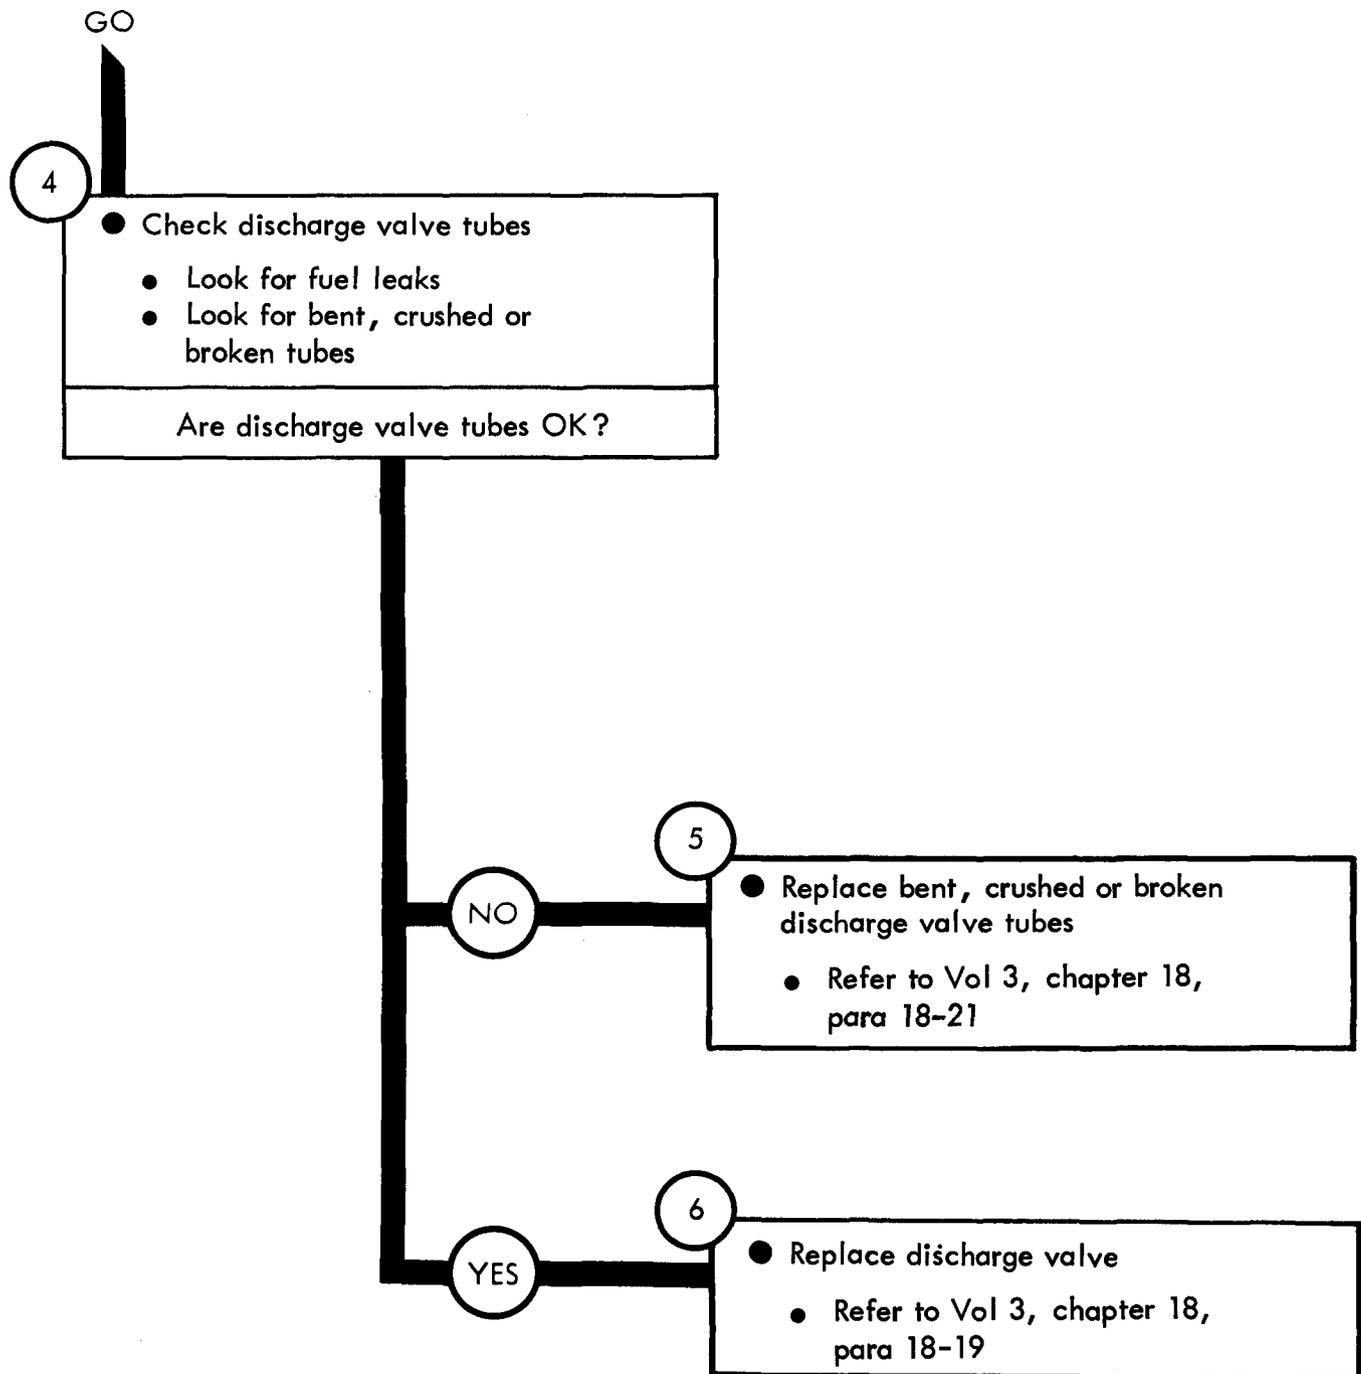 GO
4
● Check discharge valve tubes
● Look for fuel leaks
● Look for bent, crushed or
broken tubes
Are discharge valve tubes OK?
5
NO
● Replace bent, crushed or broken
discharge valve tubes
● Refer to Vol 3, chapter 18,
para 18-21
6
YES
● Replace discharge valve
● Refer to Vol 3, chapter 18,
para 18-19